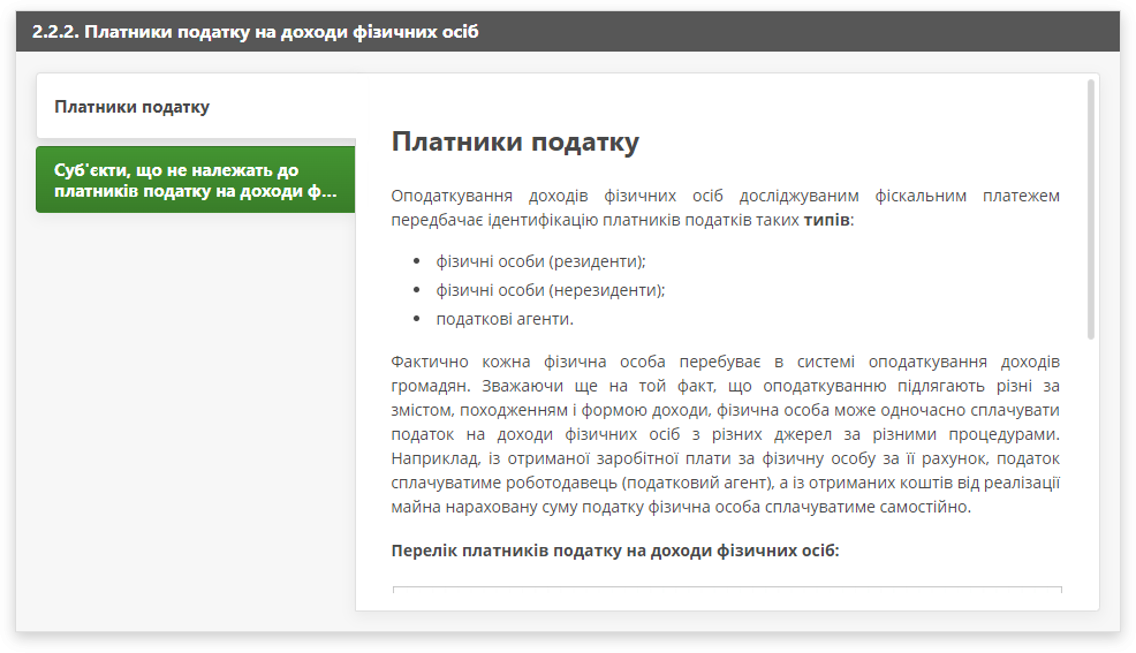 2.2.2. Платники податку на доходи фізичних осіб
Платники податку
Суб'єкти, що не належать до
платників податку на доходи ф...
Платники податку
Оподаткування доходів фізичних осіб досліджуваним фіскальним платежем
передбачає ідентифікацію платників податків таких типів:
• фізичні особи (резиденти);
• фізичні особи (нерезиденти);
• податкові агенти.
Фактично кожна фізична особа перебуває в системі оподаткування доходів
громадян. Зважаючи ще на той факт, що оподаткуванню підлягають різні за
змістом, походженням і формою доходи, фізична особа може одночасно сплачувати
податок на доходи фізичних осіб з різних джерел за різними процедурами.
Наприклад, із отриманої заробітної плати за фізичну особу за її рахунок, податок
сплачуватиме роботодавець (податковий агент), а із отриманих коштів від реалізації
майна нараховану суму податку фізична особа сплачуватиме самостійно.
Перелік платників податку на доходи фізичних осіб: